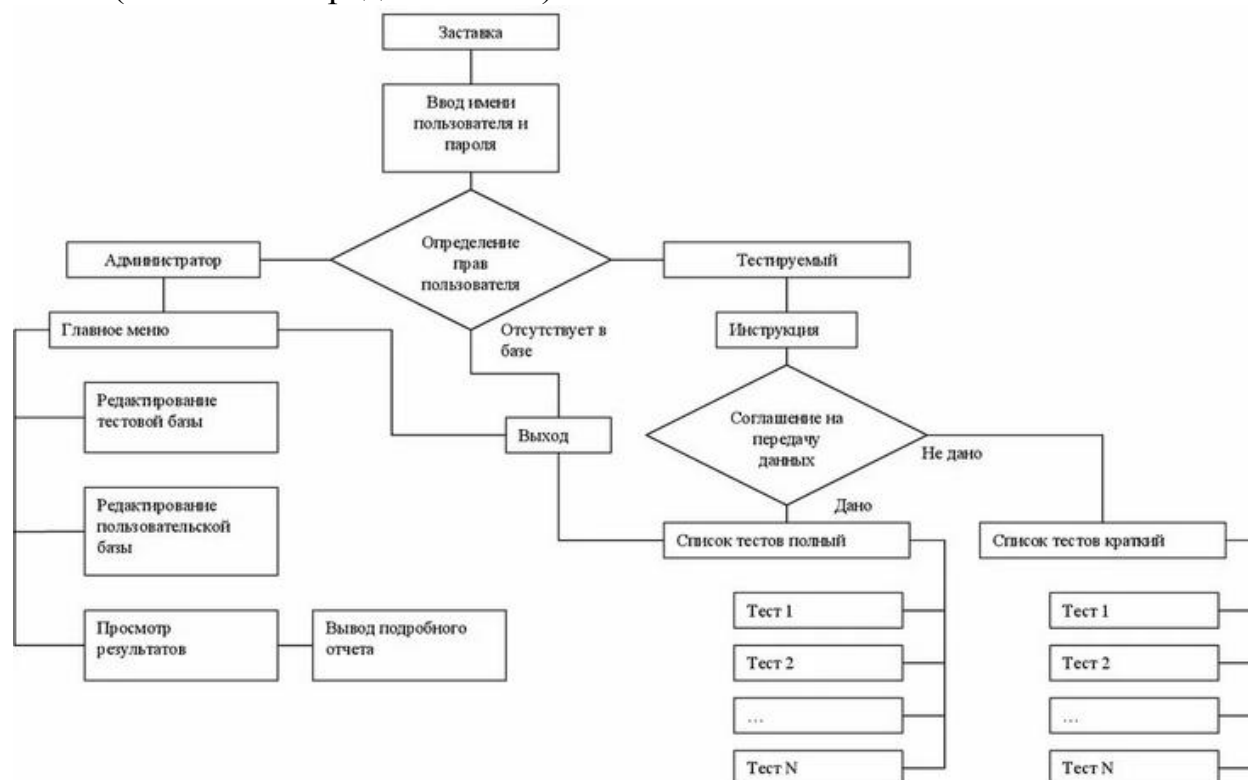 Заставка
Ввод имени
пользователя и
пароля
Определение
прав
пользователя
Администратор
Тестируемый
Главное меню
Отсутствует в
базе
Инструкция
Редактирование
тестовой базы
Выход
Соглашение на
передачу
данных
Не дано
Дано
Редактирование
пользовательской
базы
Список тестов полный
Список тестов краткий
Просмотр
результатов
Вывод подробного
отчета
Тест 1
Тест 2
...
Тест N
Тест 1
Тест 2
...
Тест N